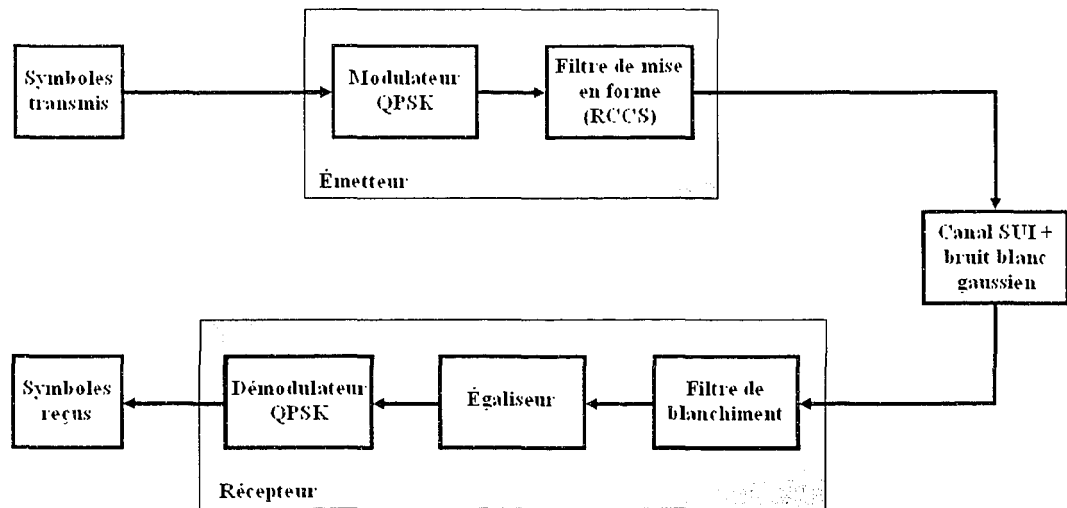 Symboles
transmis
Modulateur
QPSK
Filtre de mise
en forme
(RCCS)
Émetteur
Canal SUI +
bruit blanc
gaussien
Symboles
reçus
Démodulateur
QPSK
Égaliseur
Filtre de
blanchiment
Récepteur